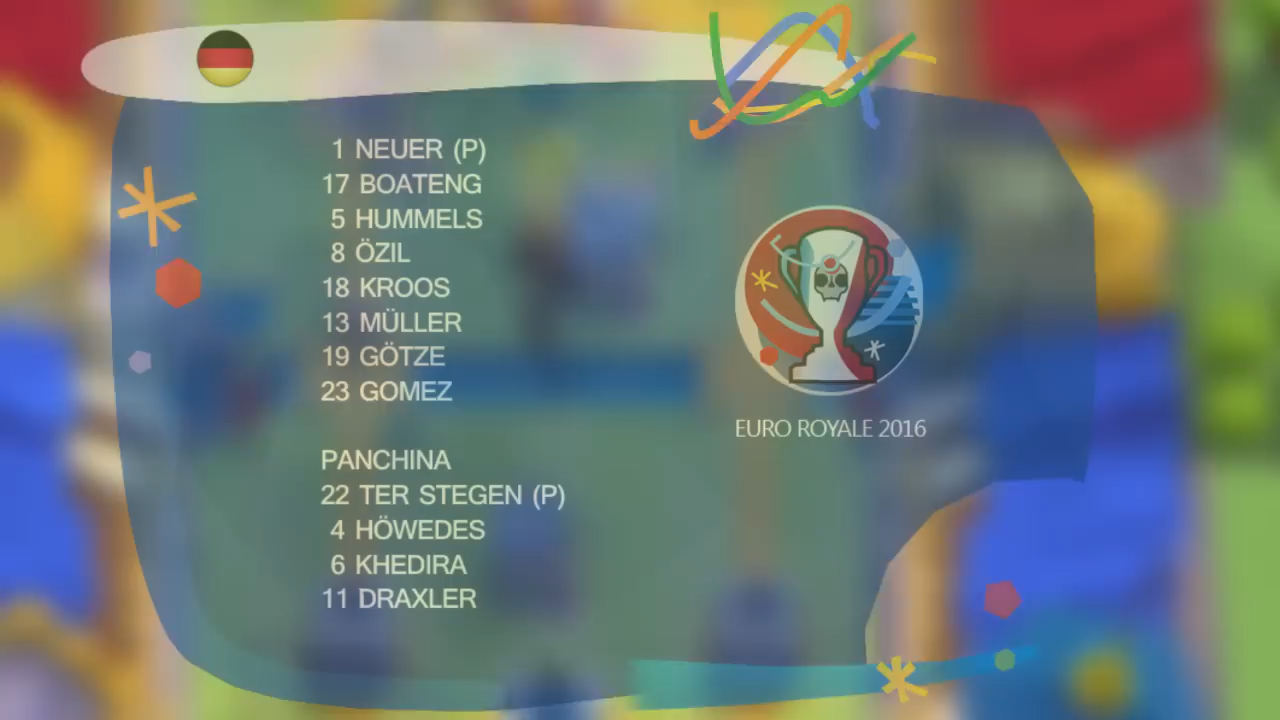 1 NEUER (P)
17 BOATENG
5 HUMMELS
8 ÖZIL
18 KROOS
13 MÜLLER
19 GÖTZE
23 GOMEZ
PANCHINA
22 TER STEGEN (P)
4 HÖWEDES
6 KHEDIRA
11 DRAXLER
EURO ROYALE 2016